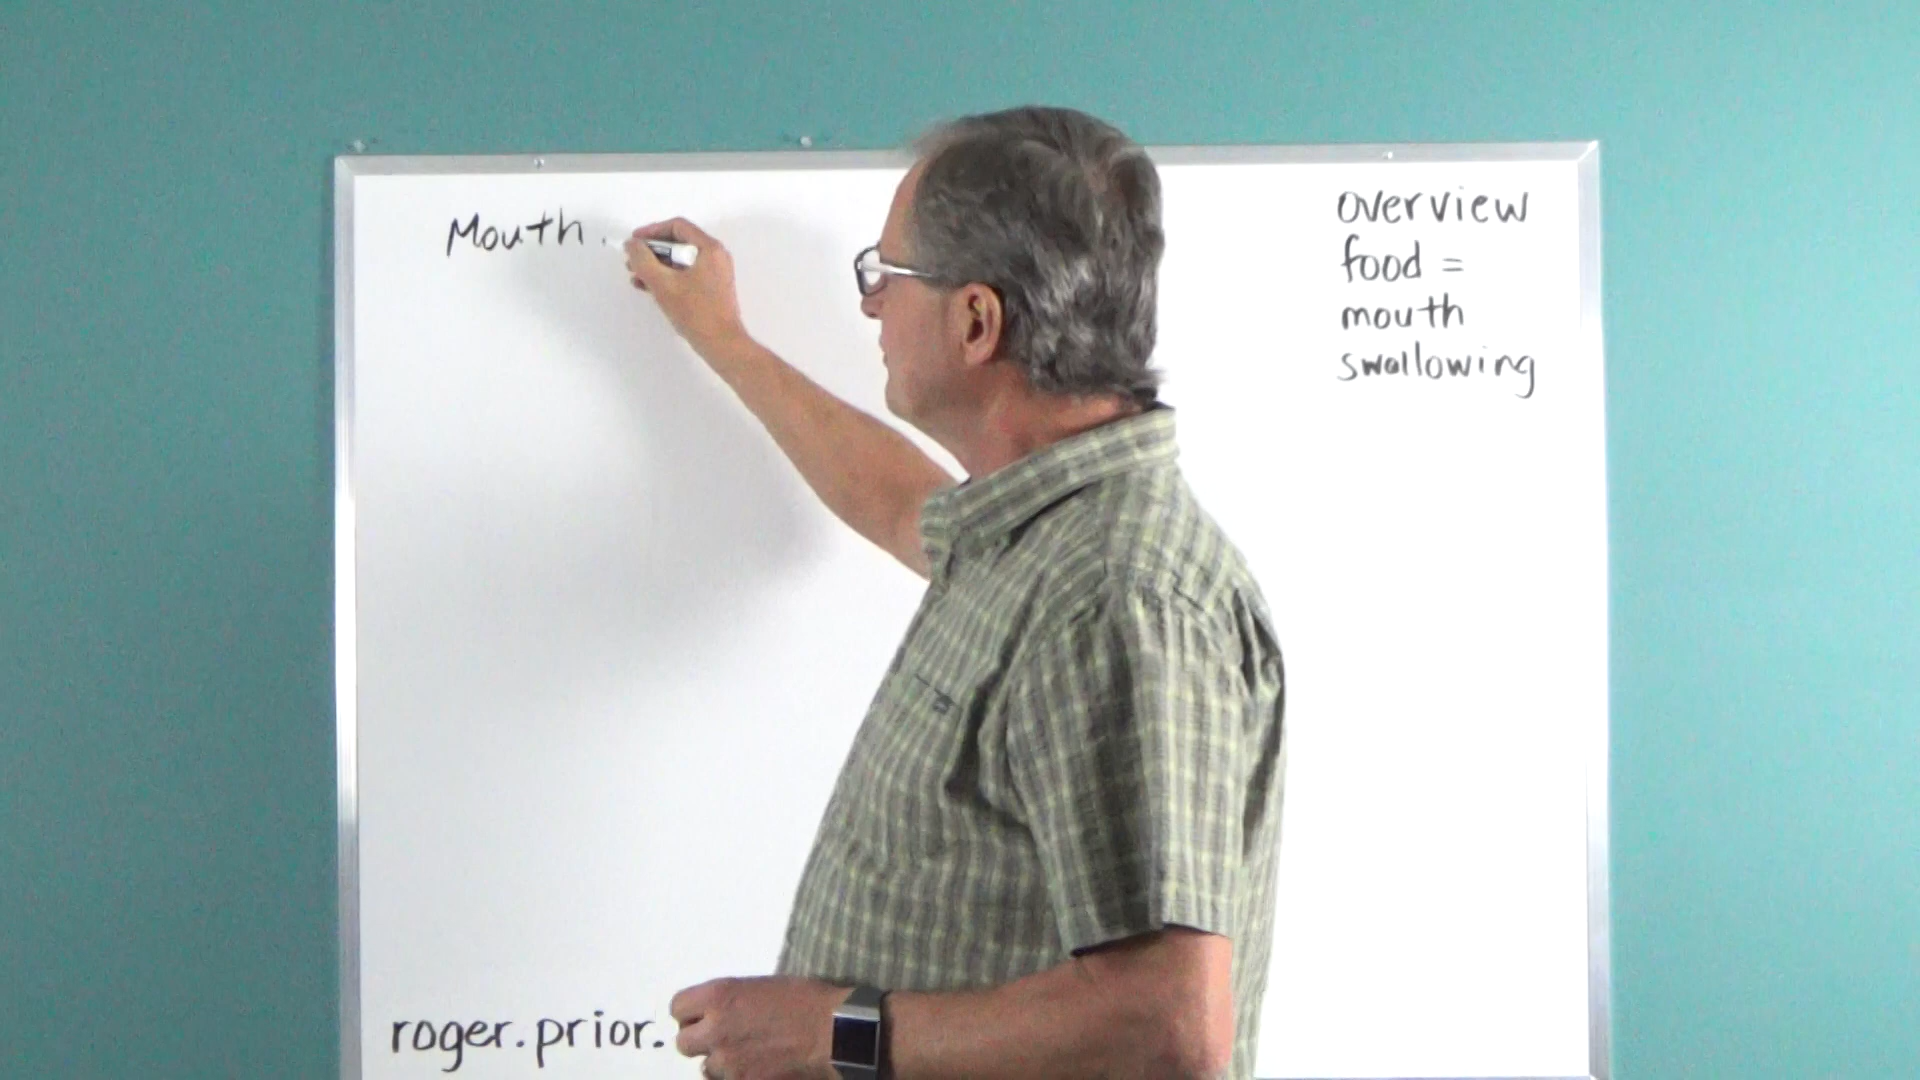 Mouth.
overview
food =
mouth
swallowing
roger.prior.